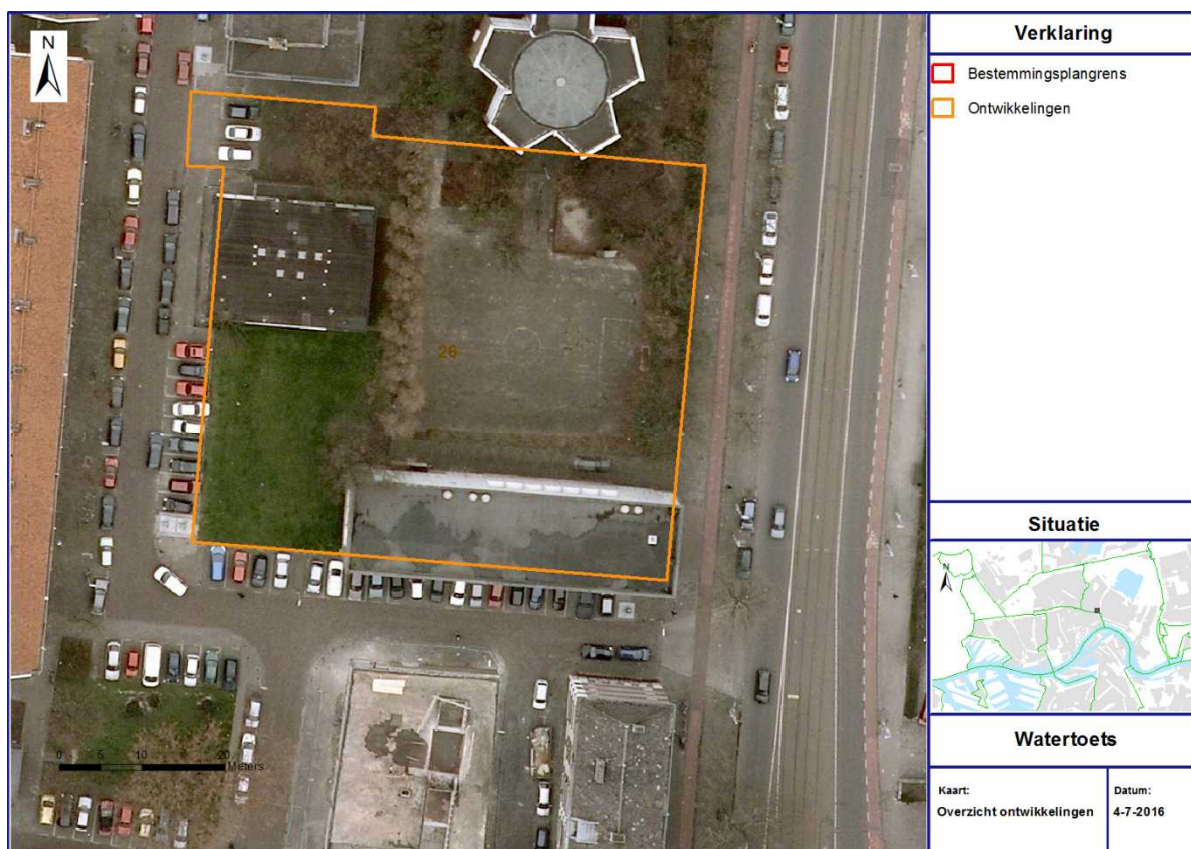 N
26
0 5 10 20
Meters
Verklaring
Bestemmingsplangrens
Ontwikkelingen
Situatie
N
Watertoets
Kaart:
Overzicht ontwikkelingen
Datum:
4-7-2016